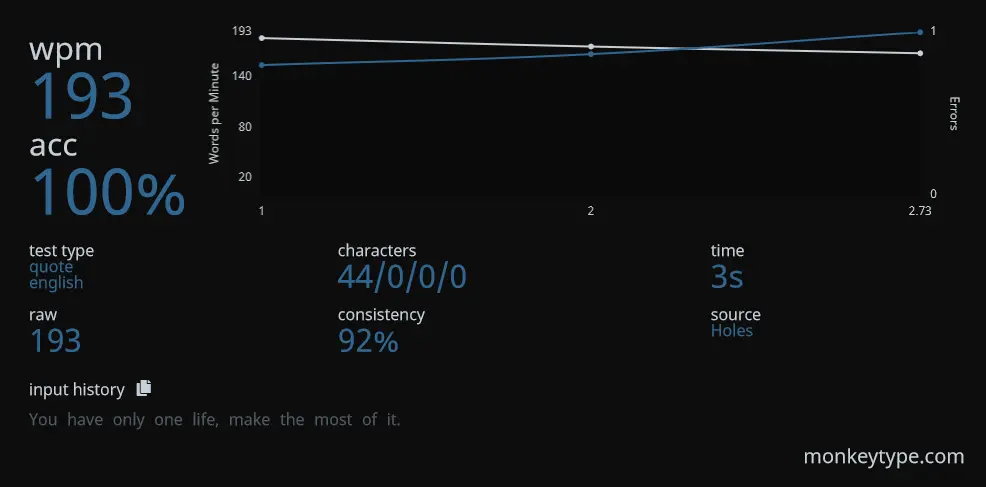 wpm
193
acc
100%
193
140
80
20
Words per Minute
1
2
2.73
1
0
Errors
test type
quote
english
characters
44/0/0/0
time
3s
raw
193
consistency
92%
source
Holes
input history
You have only one life, make the most of it.
monkeytype.com